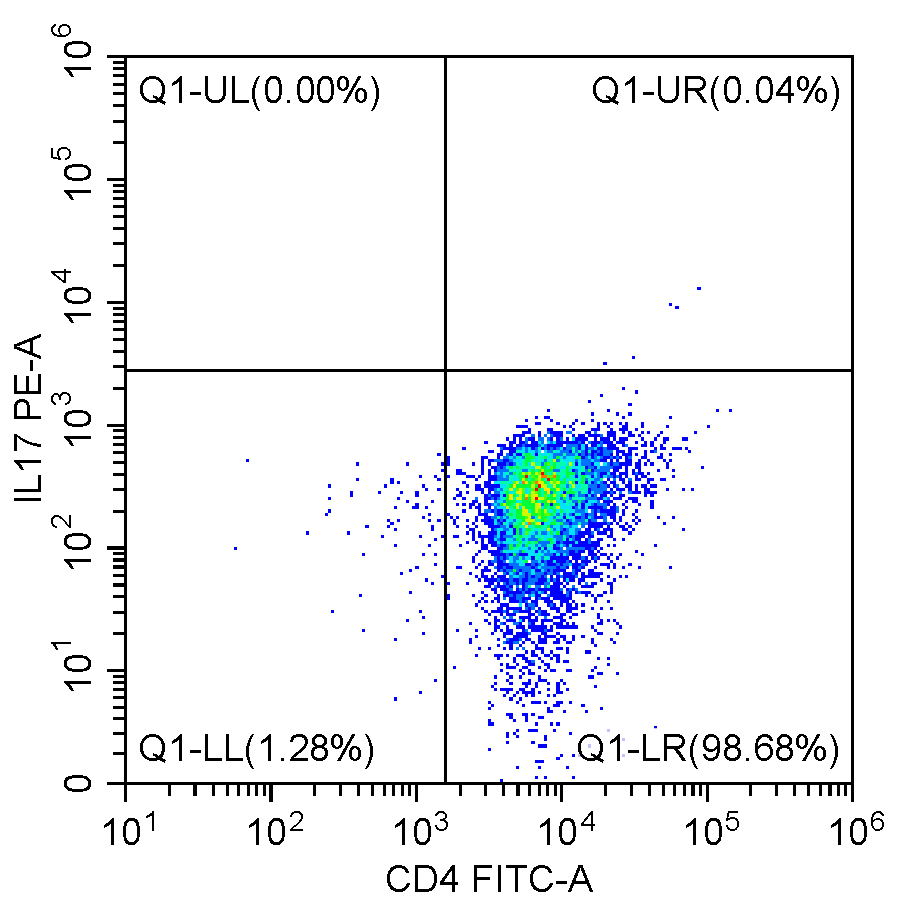 Q1-UL(0.00%)
Q1-UR(0.04%)
10⁶
10⁵
10⁴
10³
10²
10¹
0
IL17 PE-A
Q1-LL(1.28%)
Q1-LR(98.68%)
10¹
10²
10³
10⁴
10⁵
10⁶
CD4 FITC-A